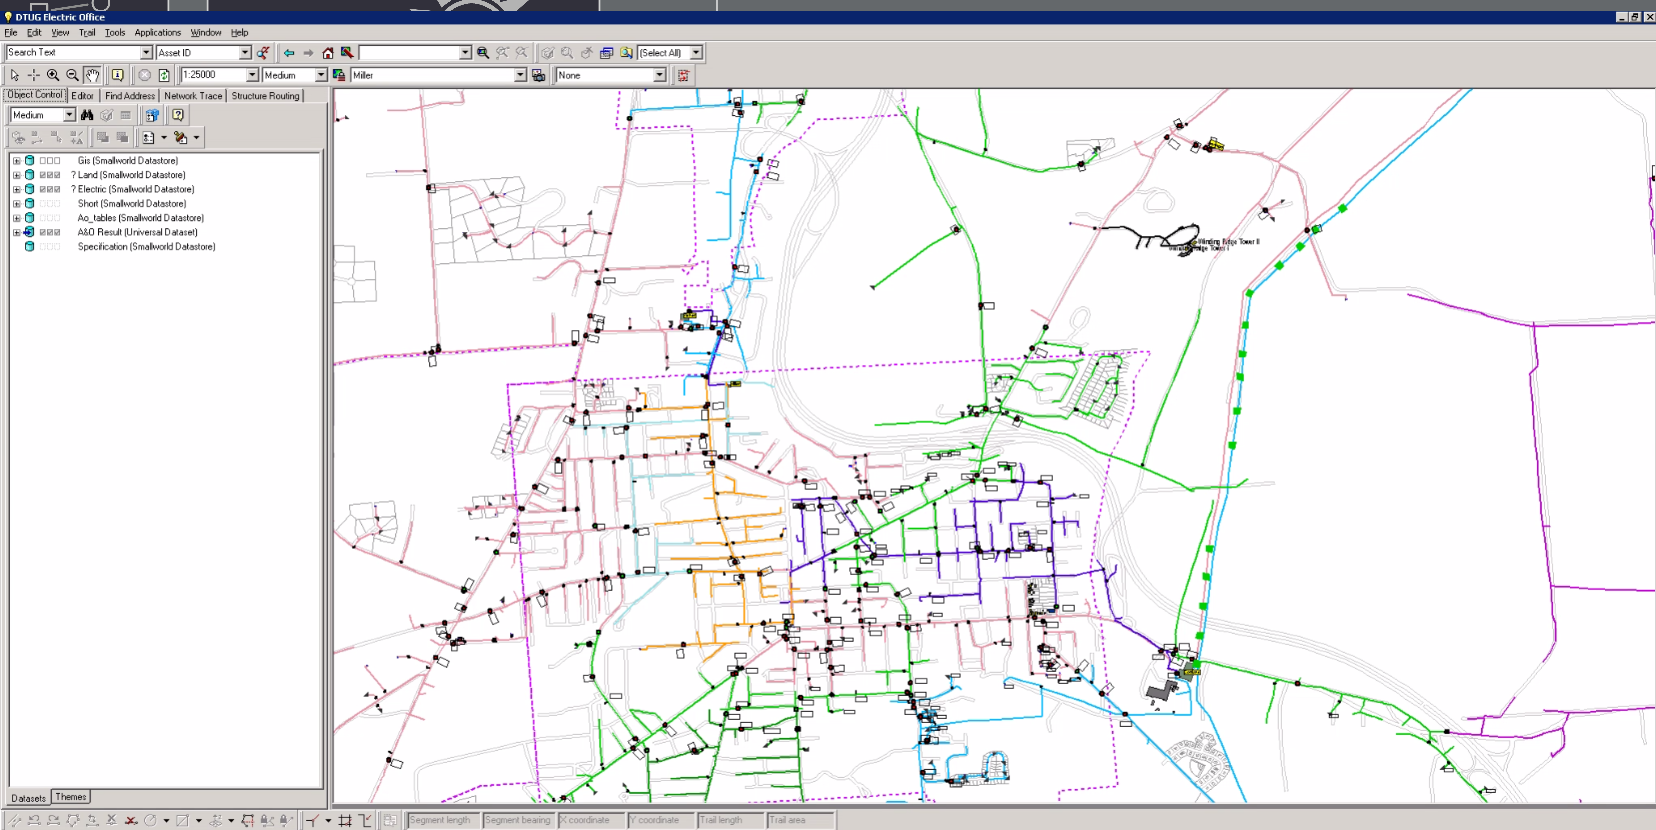 DTUG Electric Office
File Edit View Trail Tools Applications Window Help
Search Text Asset ID (Select All)
1:25000 Medium Miller None
Object Control Editor Find Address Network Trace Structure Routing
Medium
Gis (Smallworld Datastore)
? Land (Smallworld Datastore)
? Electric (Smallworld Datastore)
Short (Smallworld Datastore)
Ao_tables (Smallworld Datastore)
A&O Result (Universal Dataset)
Specification (Smallworld Datastore)
Winding Ridge Tower II
Tower I
Datasets Themes
Segment length Segment bearing X coordinate Y coordinate Trail length Trail area